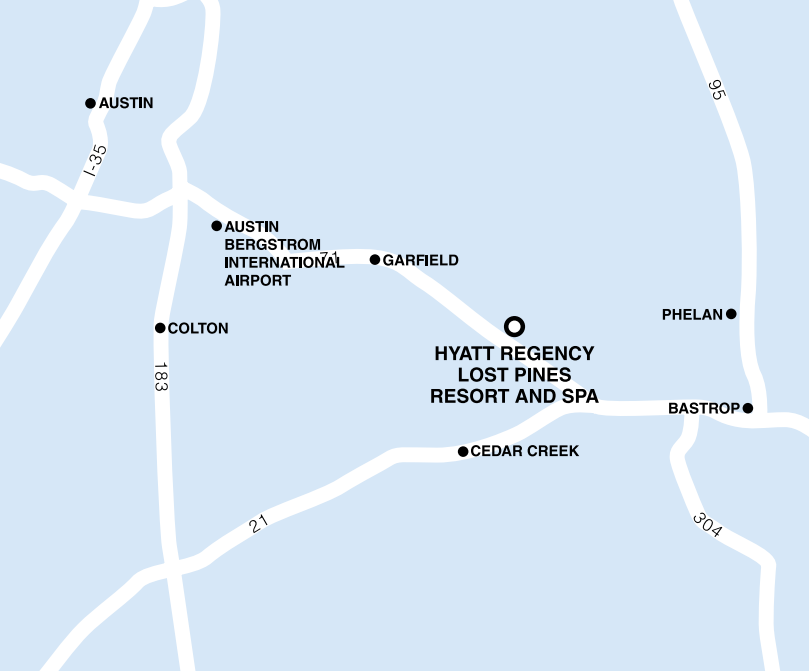 95
AUSTIN
I-35
AUSTIN
BERGSTROM
INTERNATIONAL
AIRPORT
71
GARFIELD
PHELAN
COLTON
HYATT REGENCY
LOST PINES
RESORT AND SPA
183
BASTROP
CEDAR CREEK
21
304